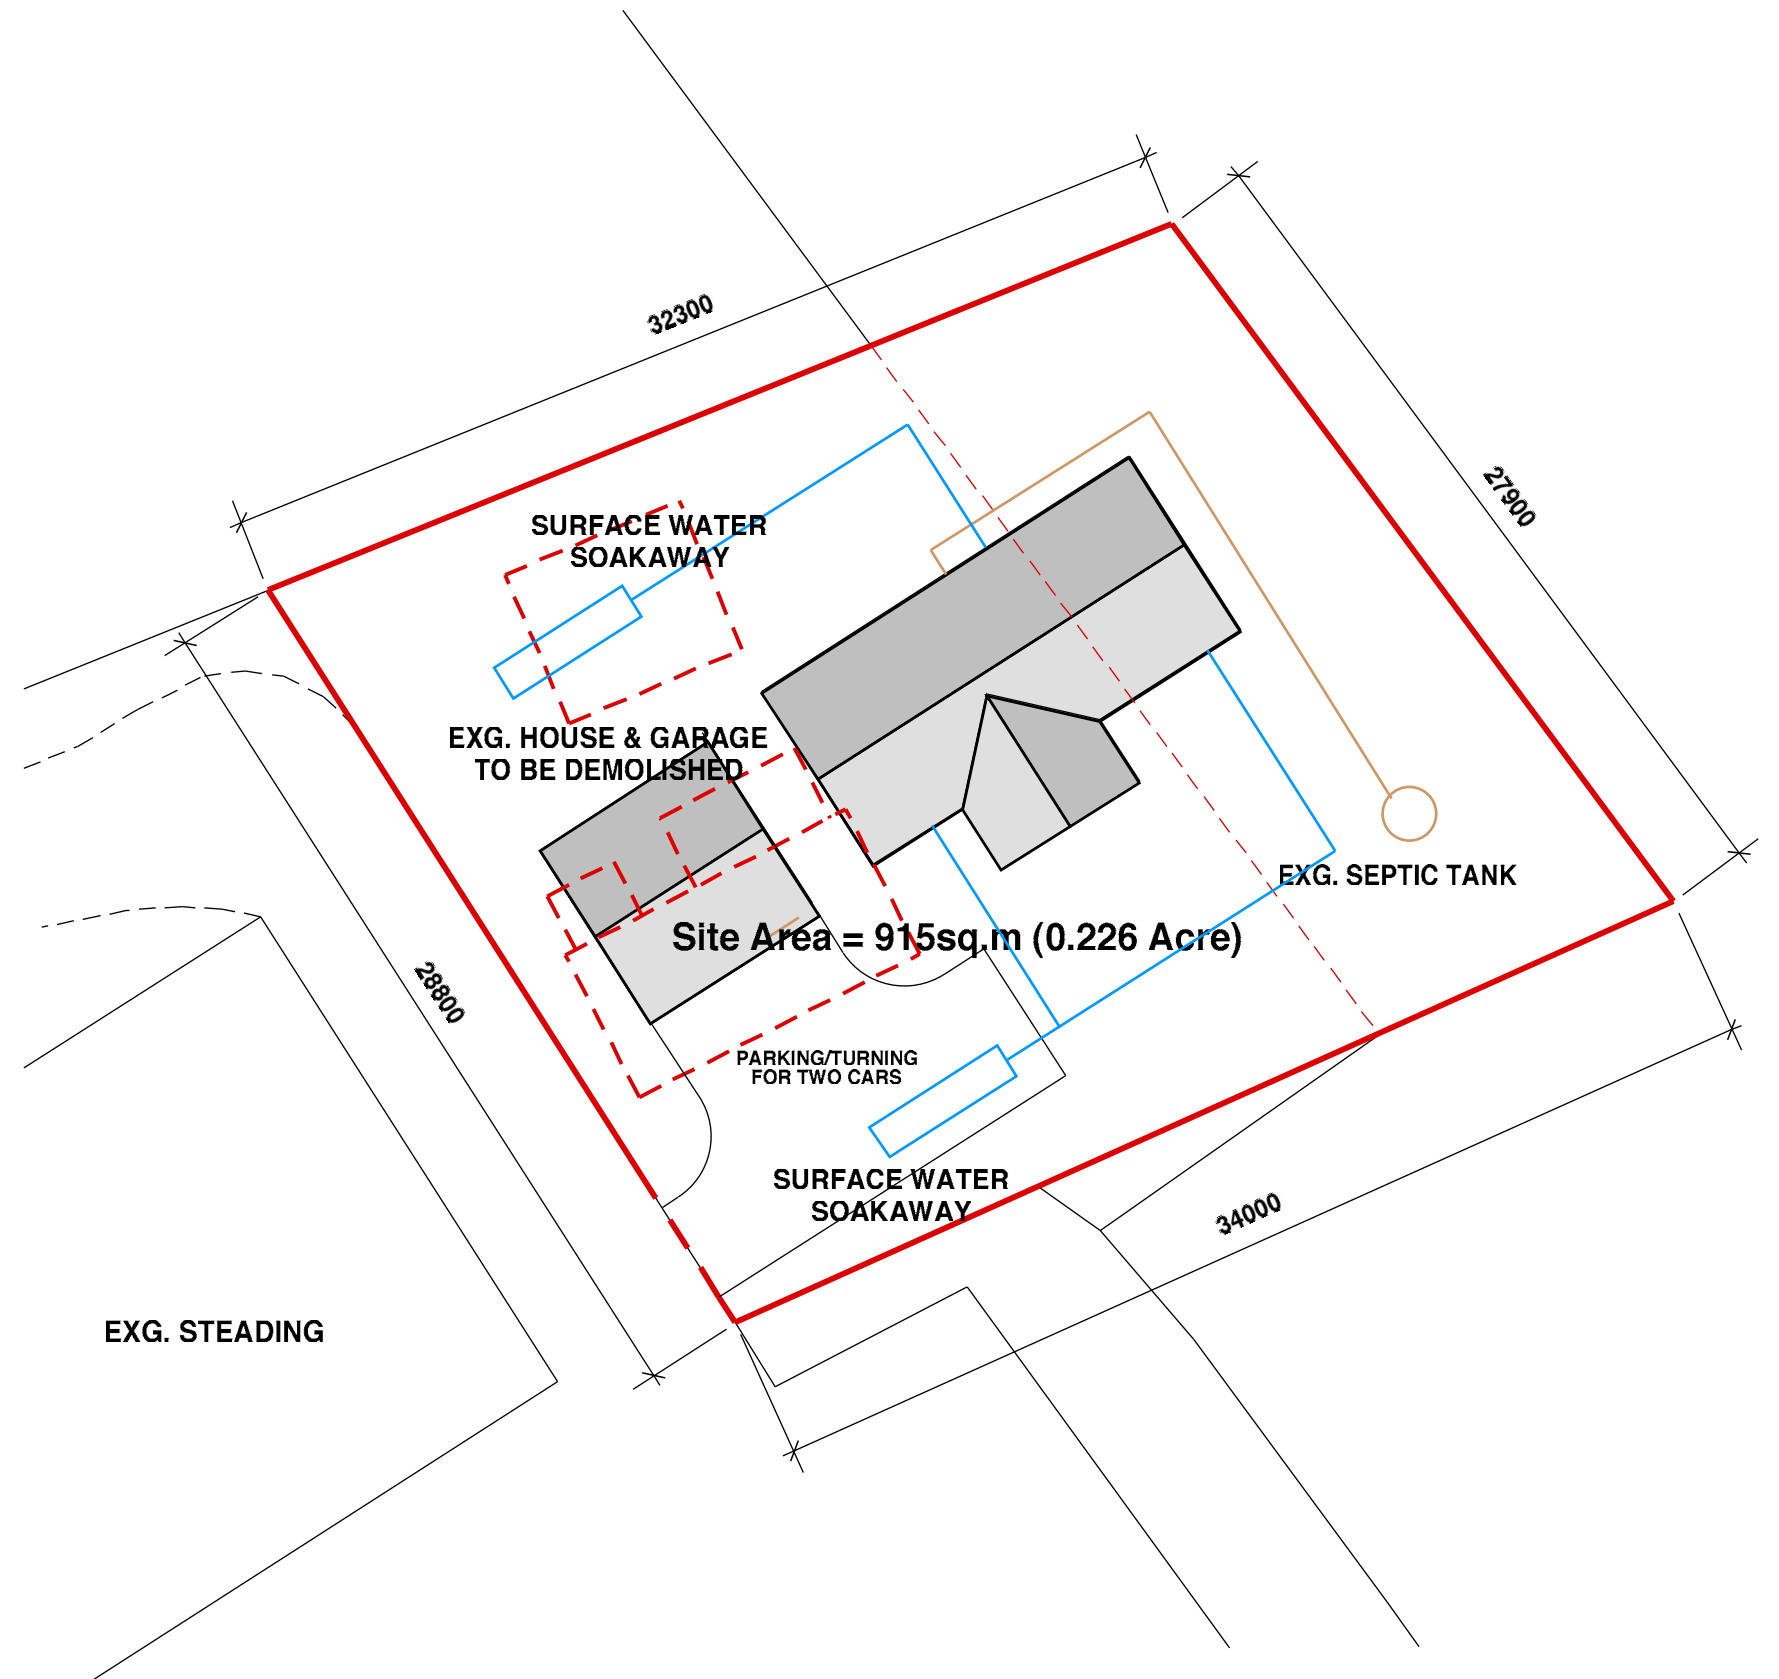 32300
27900
SURFACE WATER
SOAKAWAY
EXG. HOUSE & GARAGE
TO BE DEMOLISHED
EXG. SEPTIC TANK
Site Area = 915sq.m (0.226 Acre)
28800
PARKING/TURNING
FOR TWO CARS
SURFACE WATER
SOAKAWAY
34000
EXG. STEADING